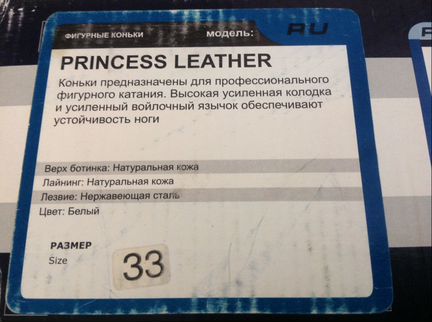 ФИГУРНЫЕ КОНЬКИ МОДЕЛЬ: RU
PRINCESS LEATHER
Коньки предназначены для профессионального
фигурного катания. Высокая усиленная колодка
и усиленный войлочный язычок обеспечивают
устойчивость ноги
Верх ботинка: Натуральная кожа
Лайнинг: Натуральная кожа
Лезвие: Нержавеющая сталь
Цвет: Белый
РАЗМЕР
Size 33